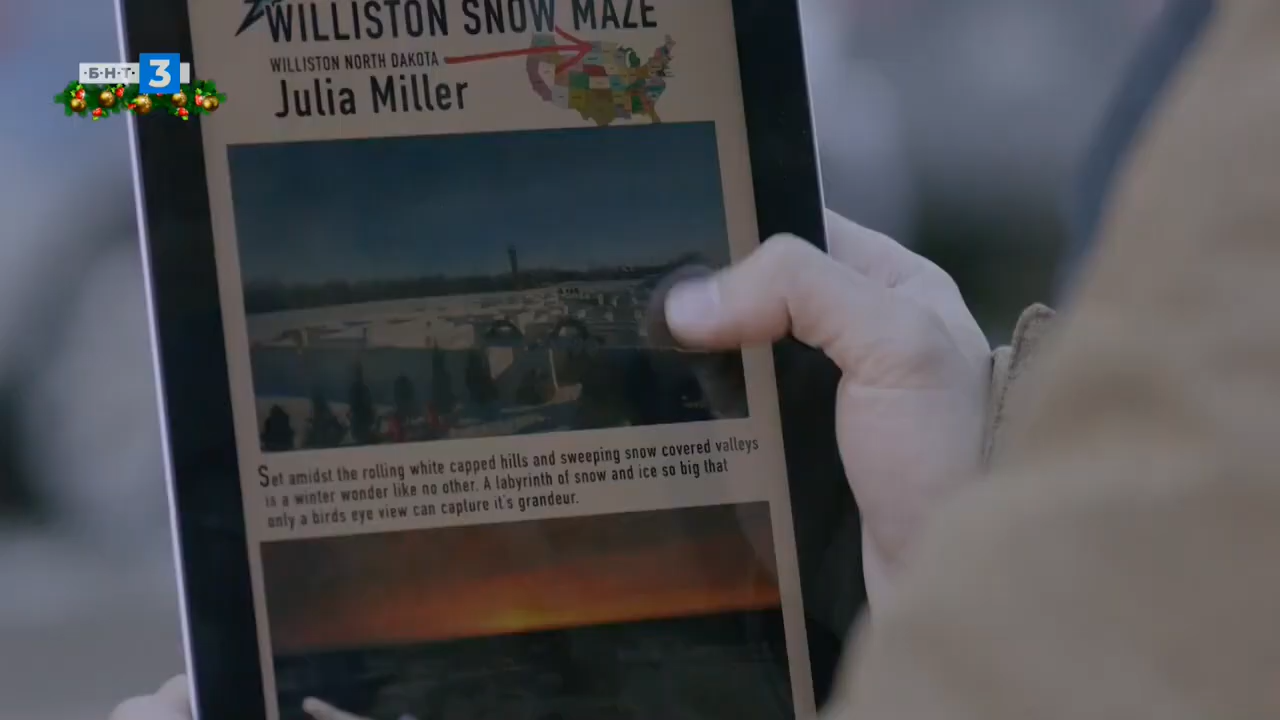 WILLISTON SNOW MAZE
·Б·Н·Т· 3
WILLISTON NORTH DAKOTA
Julia Miller
Set amidst the rolling white capped hills and sweeping snow covered valleys
is a winter wonder like no other. A labyrinth of snow and ice so big that
only a birds eye view can capture it's grandeur.